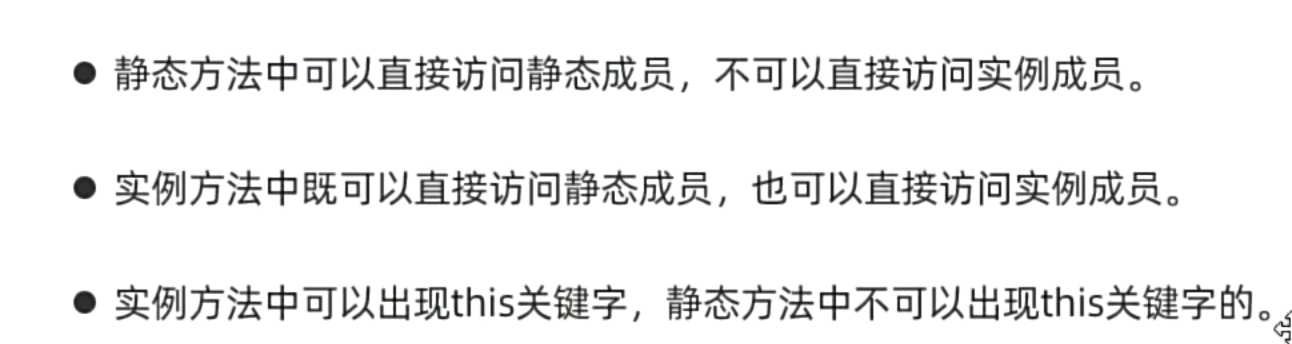 ● 静态方法中可以直接访问静态成员，不可以直接访问实例成员。
● 实例方法中既可以直接访问静态成员，也可以直接访问实例成员。
● 实例方法中可以出现this关键字，静态方法中不可以出现this关键字的。